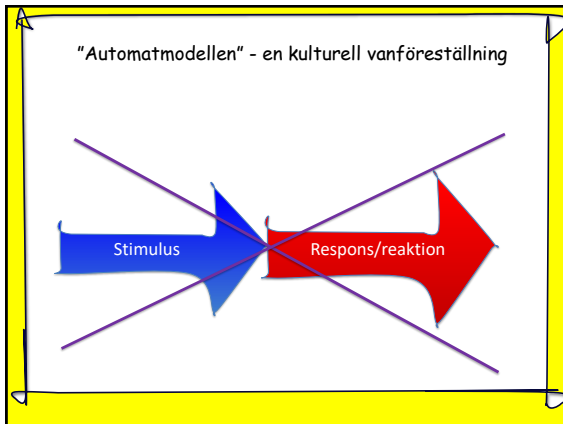 ”Automatmodellen” - en kulturell vanföreställning
Stimulus
Respons/reaktion